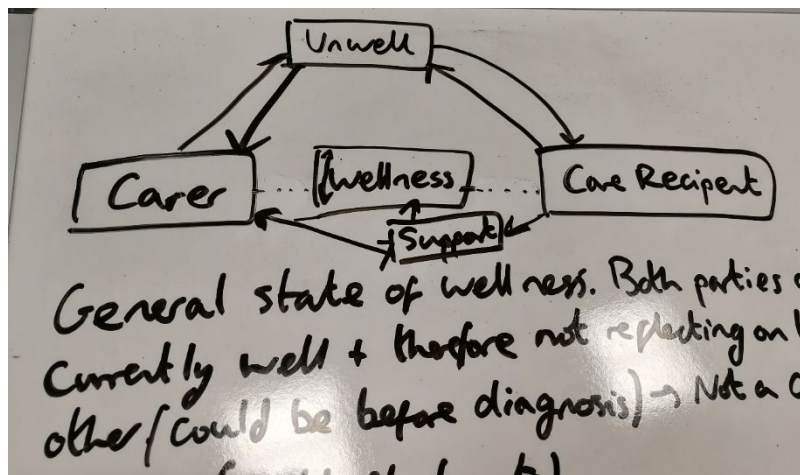 Unwell
Carer
Wellness
Care Recipent
Support
General state of wellness. Both parties
Currently well + therefore not reflecting on
other (could be before diagnosis) → Not a